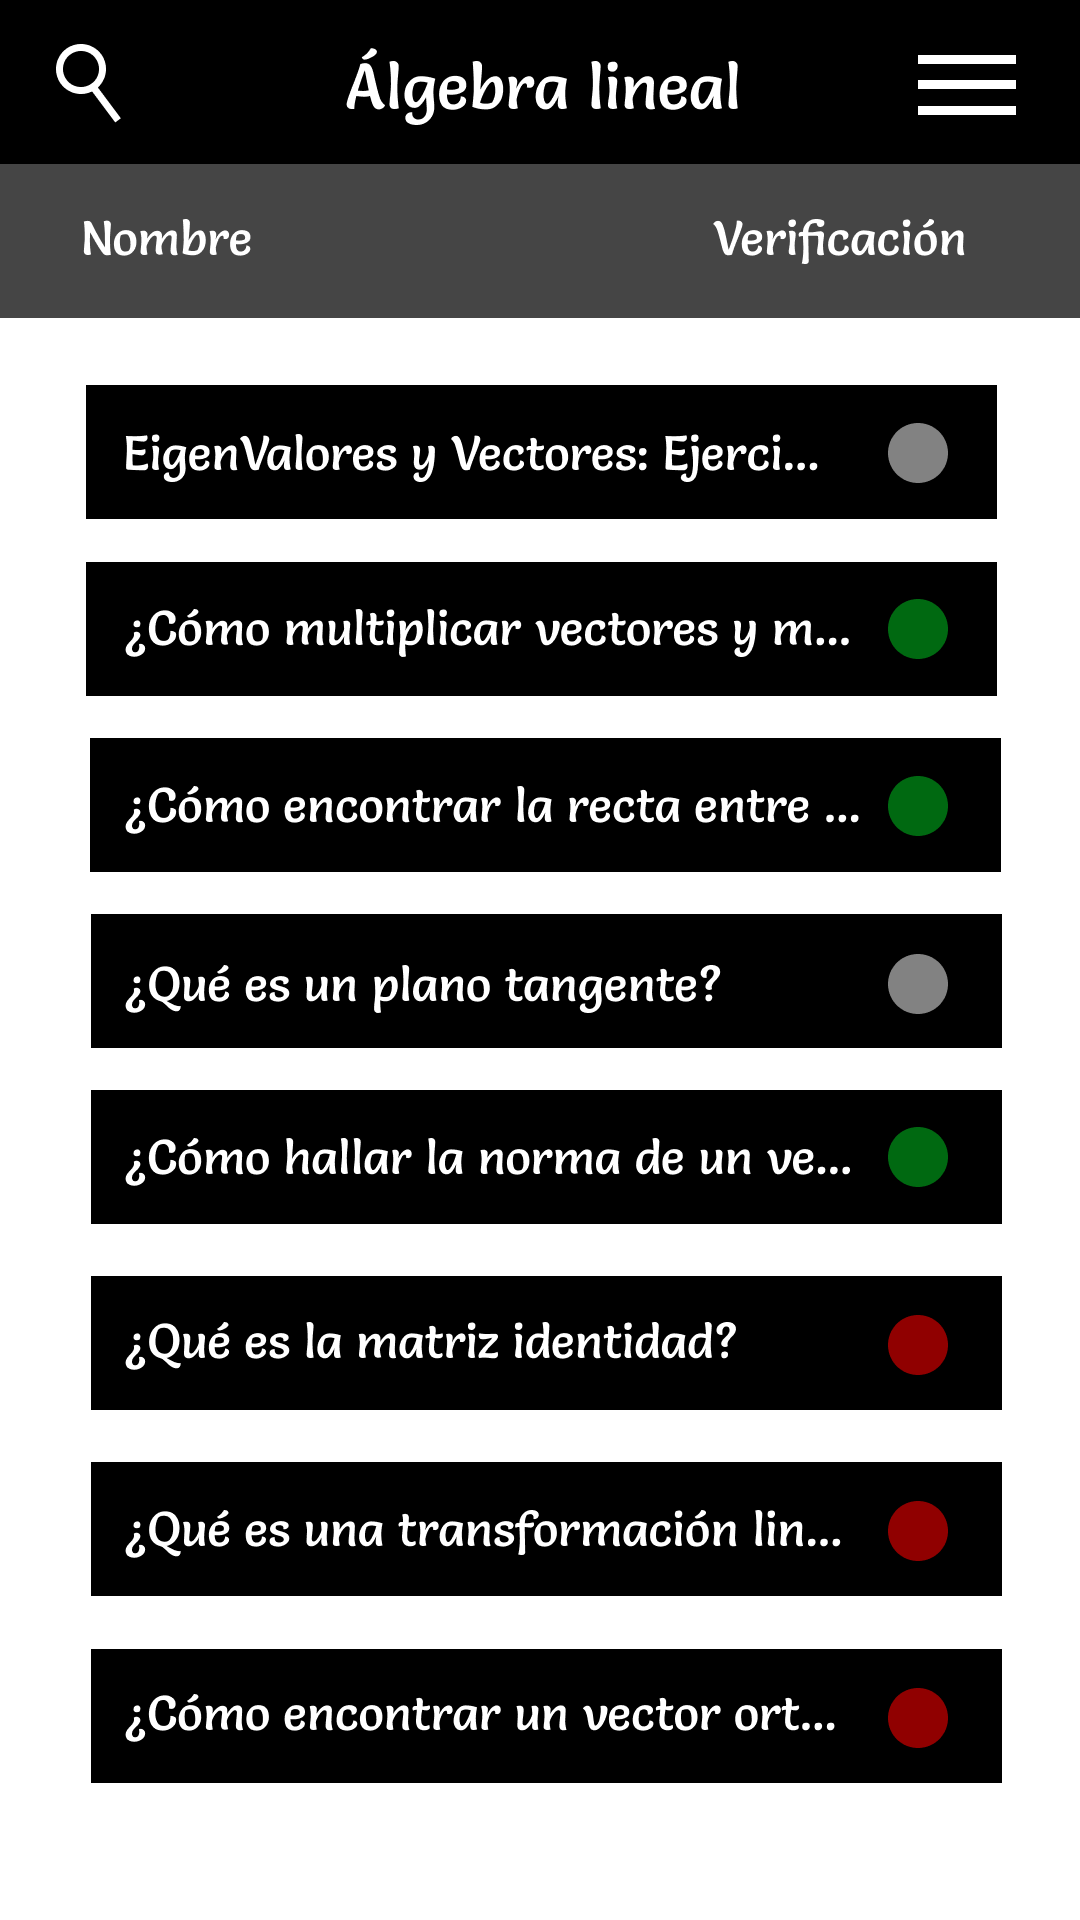 Álgebra lineal
Nombre
Verificación
EigenValores y Vectores: Ejerci...
¿Cómo multiplicar vectores y m...
¿Cómo encontrar la recta entre ...
¿Qué es un plano tangente?
¿Cómo hallar la norma de un ve...
¿Qué es la matriz identidad?
¿Qué es una transformación lin...
¿Cómo encontrar un vector ort...